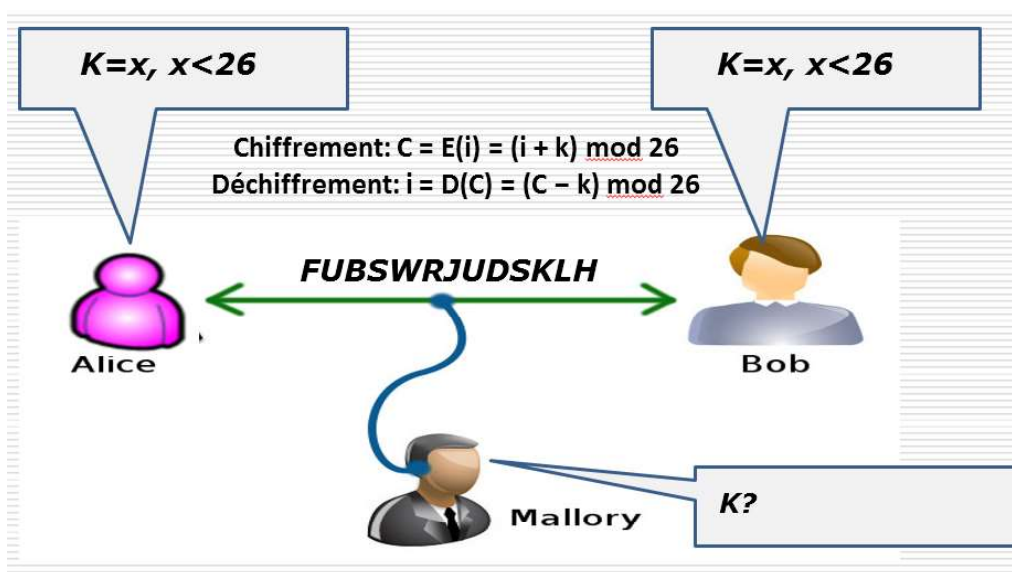 K=x, x<26
K=x, x<26
Chiffrement: C = E(i) = (i + k) mod 26
Déchiffrement: i = D(C) = (C − k) mod 26
FUBSWRJUDSKLH
Alice
Bob
Mallory
K?